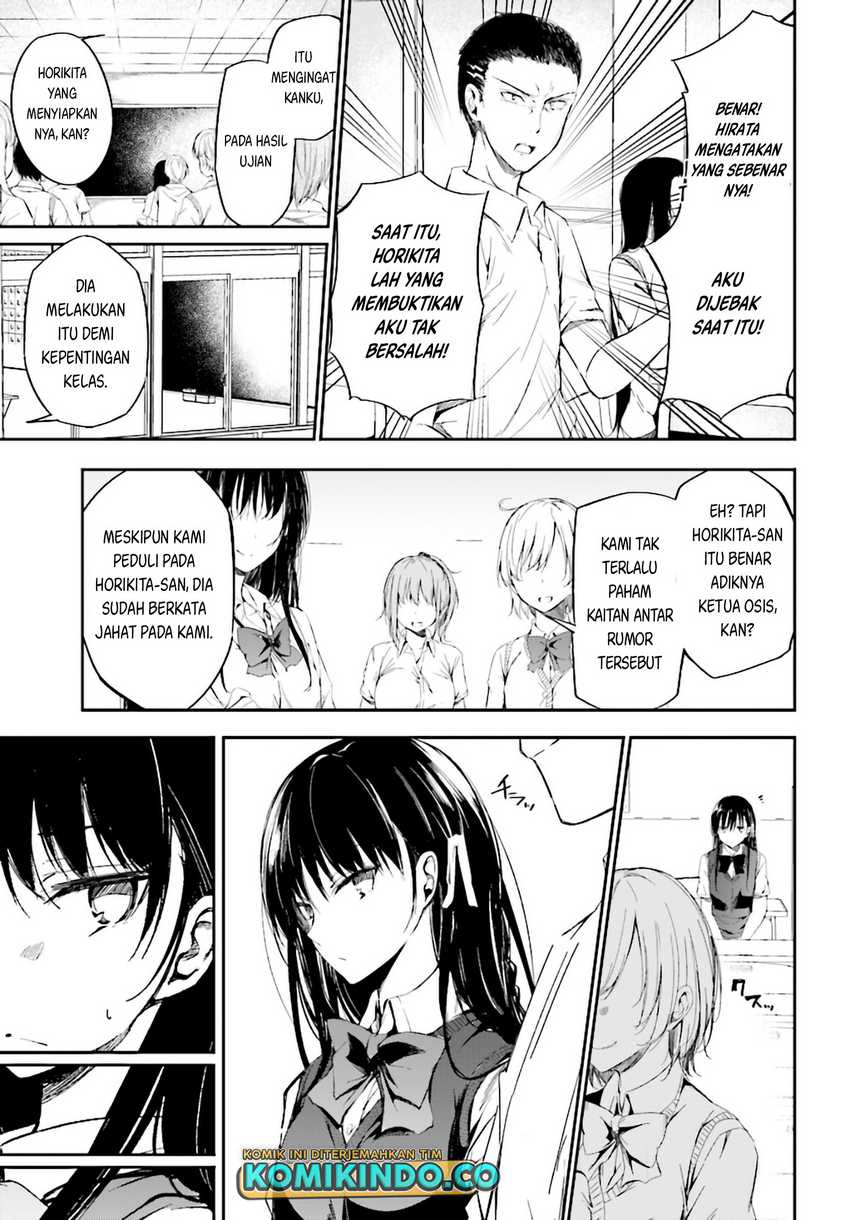 BENAR!
HIRATA
MENGATAKAN
YANG SEBENAR
NYA!
AKU
DIJEBAK
SAAT ITU!
SAAT ITU,
HORIKITA
LAH YANG
MEMBUKTIKAN
AKU TAK
BERSALAH!
ITU
MENGINGAT
KANKU,
PADA HASIL
UJIAN
HORIKITA
YANG
MENYIAPKAN
NYA, KAN?
DIA
MELAKUKAN
ITU DEMI
KEPENTINGAN
KELAS.
EH? TAPI
HORIKITA-SAN
ITU BENAR
ADIKNYA
KETUA OSIS,
KAN?
KAMI TAK
TERLALU
PAHAM
KAITAN ANTAR
RUMOR
TERSEBUT
MESKIPUN KAMI
PEDULI PADA
HORIKITA-SAN, DIA
SUDAH BERKATA
JAHAT PADA KAMI.
クスッ…
KOMIK INI DITERJEMAHKAN TIM
KOMIKINDO.CO